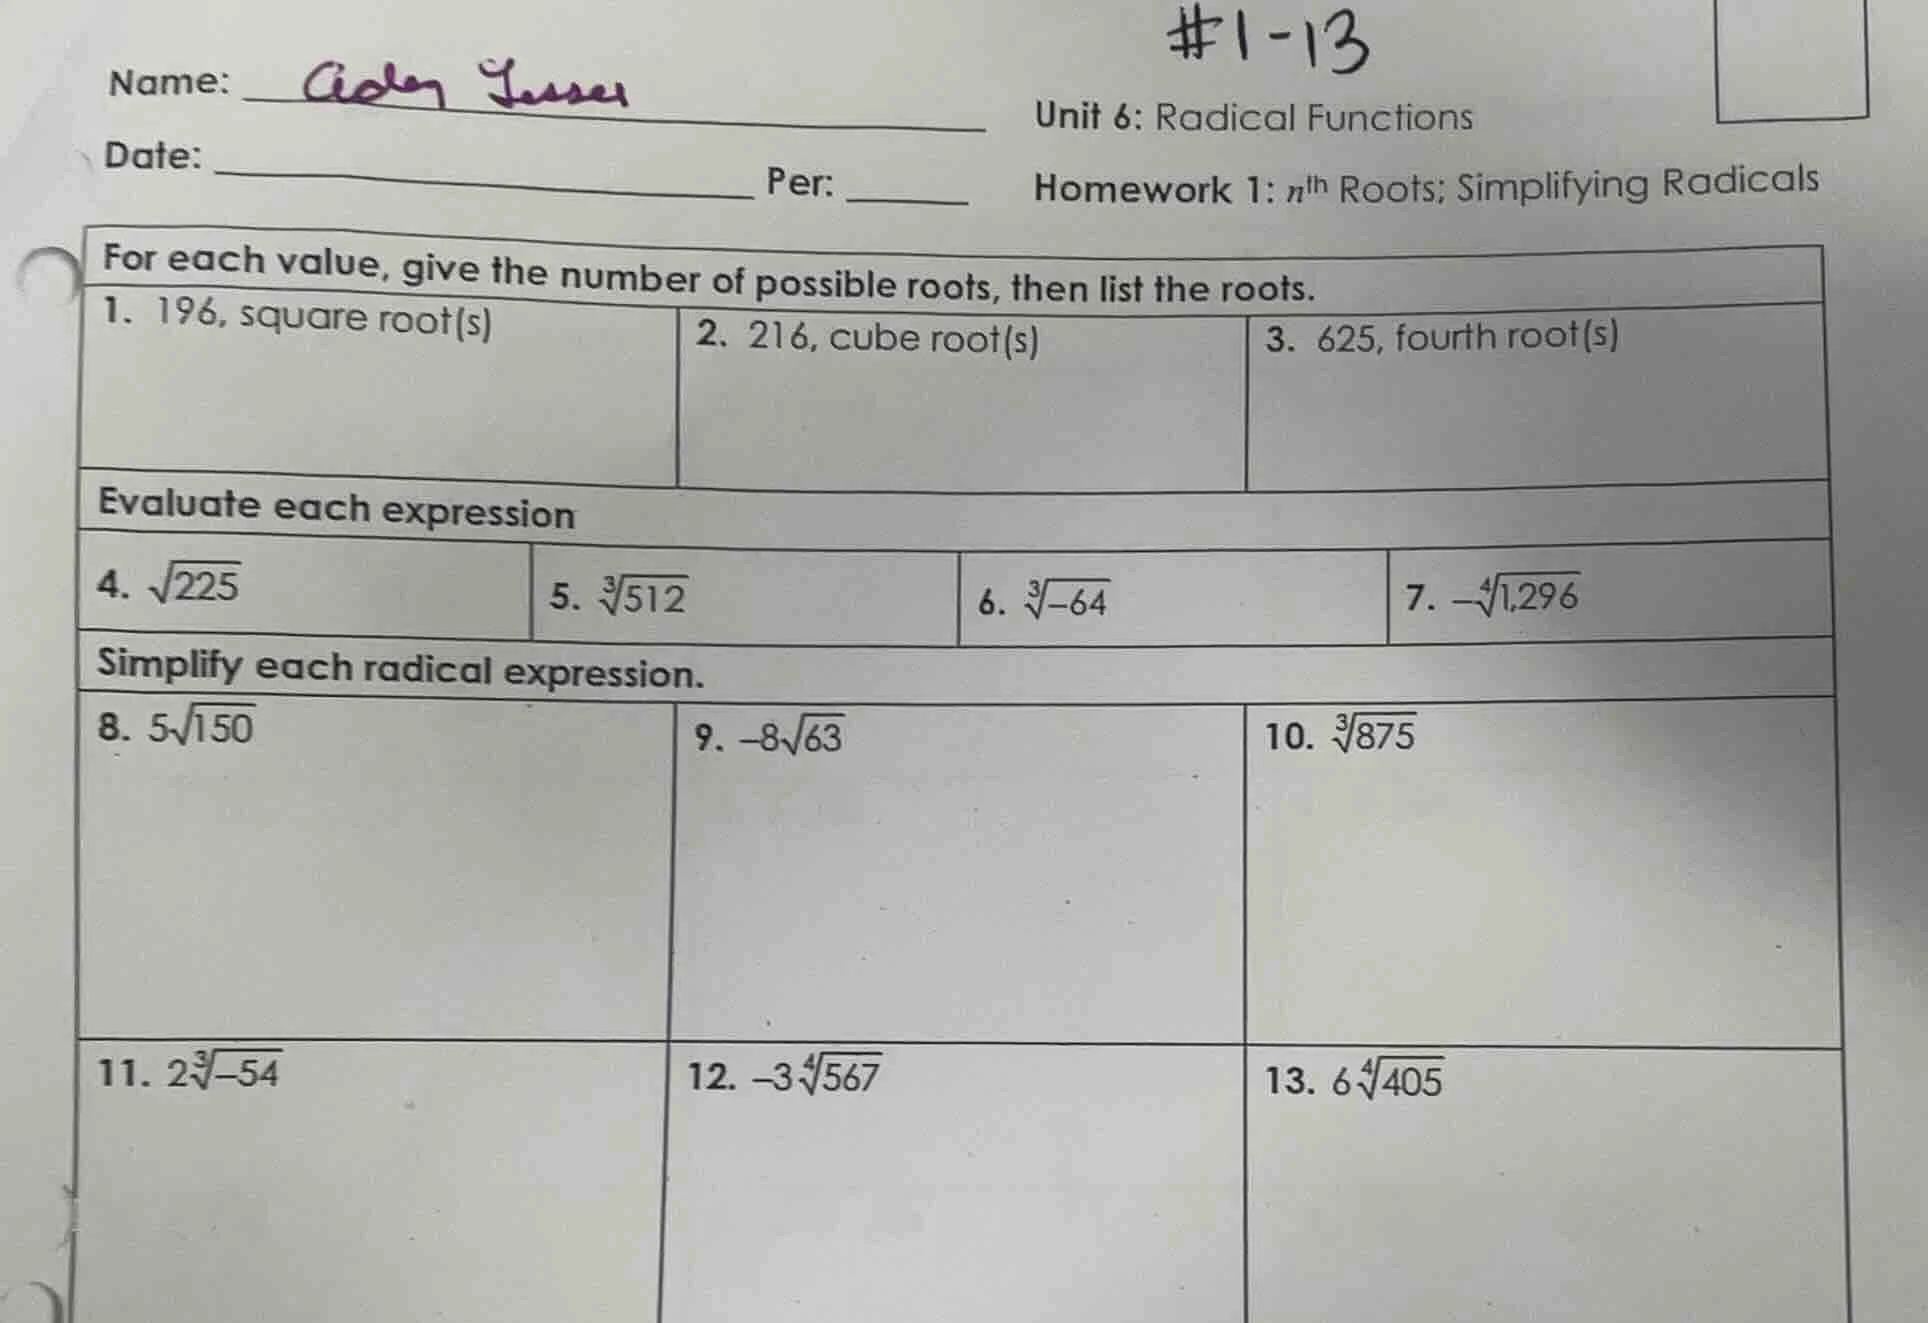 #1-13
Name:
Unit 6: Radical Functions
Date: Per:
Homework 1: nth Roots; Simplifying Radicals
For each value, give the number of possible roots, then list the roots.
1. 196, square root(s)
2. 216, cube root(s)
3. 625, fourth root(s)
Evaluate each expression
4. √225
5. ∛512
6. ∛-64
7. -∜1,296
Simplify each radical expression.
8. 5√150
9. -8√63
10. ∛875
11. 2∛-54
12. -3∜567
13. 6∜405